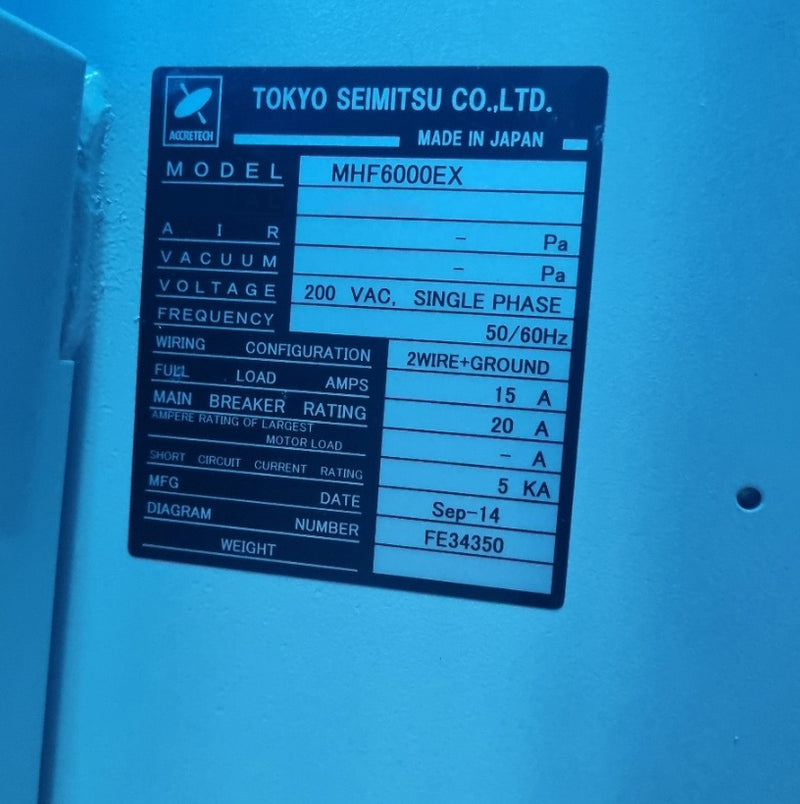 ACCRETECH
TOKYO SEIMITSU CO.,LTD.
MADE IN JAPAN
MODEL MHF6000EX
AIR - Pa
VACUUM - Pa
VOLTAGE 200 VAC, SINGLE PHASE
FREQUENCY 50/60Hz
WIRING CONFIGURATION 2WIRE+GROUND
FULL LOAD AMPS 15 A
MAIN BREAKER RATING 20 A
AMPERE RATING OF LARGEST
MOTOR LOAD - A
SHORT CIRCUIT CURRENT RATING 5 KA
MFG DATE Sep-14
DIAGRAM NUMBER FE34350
WEIGHT